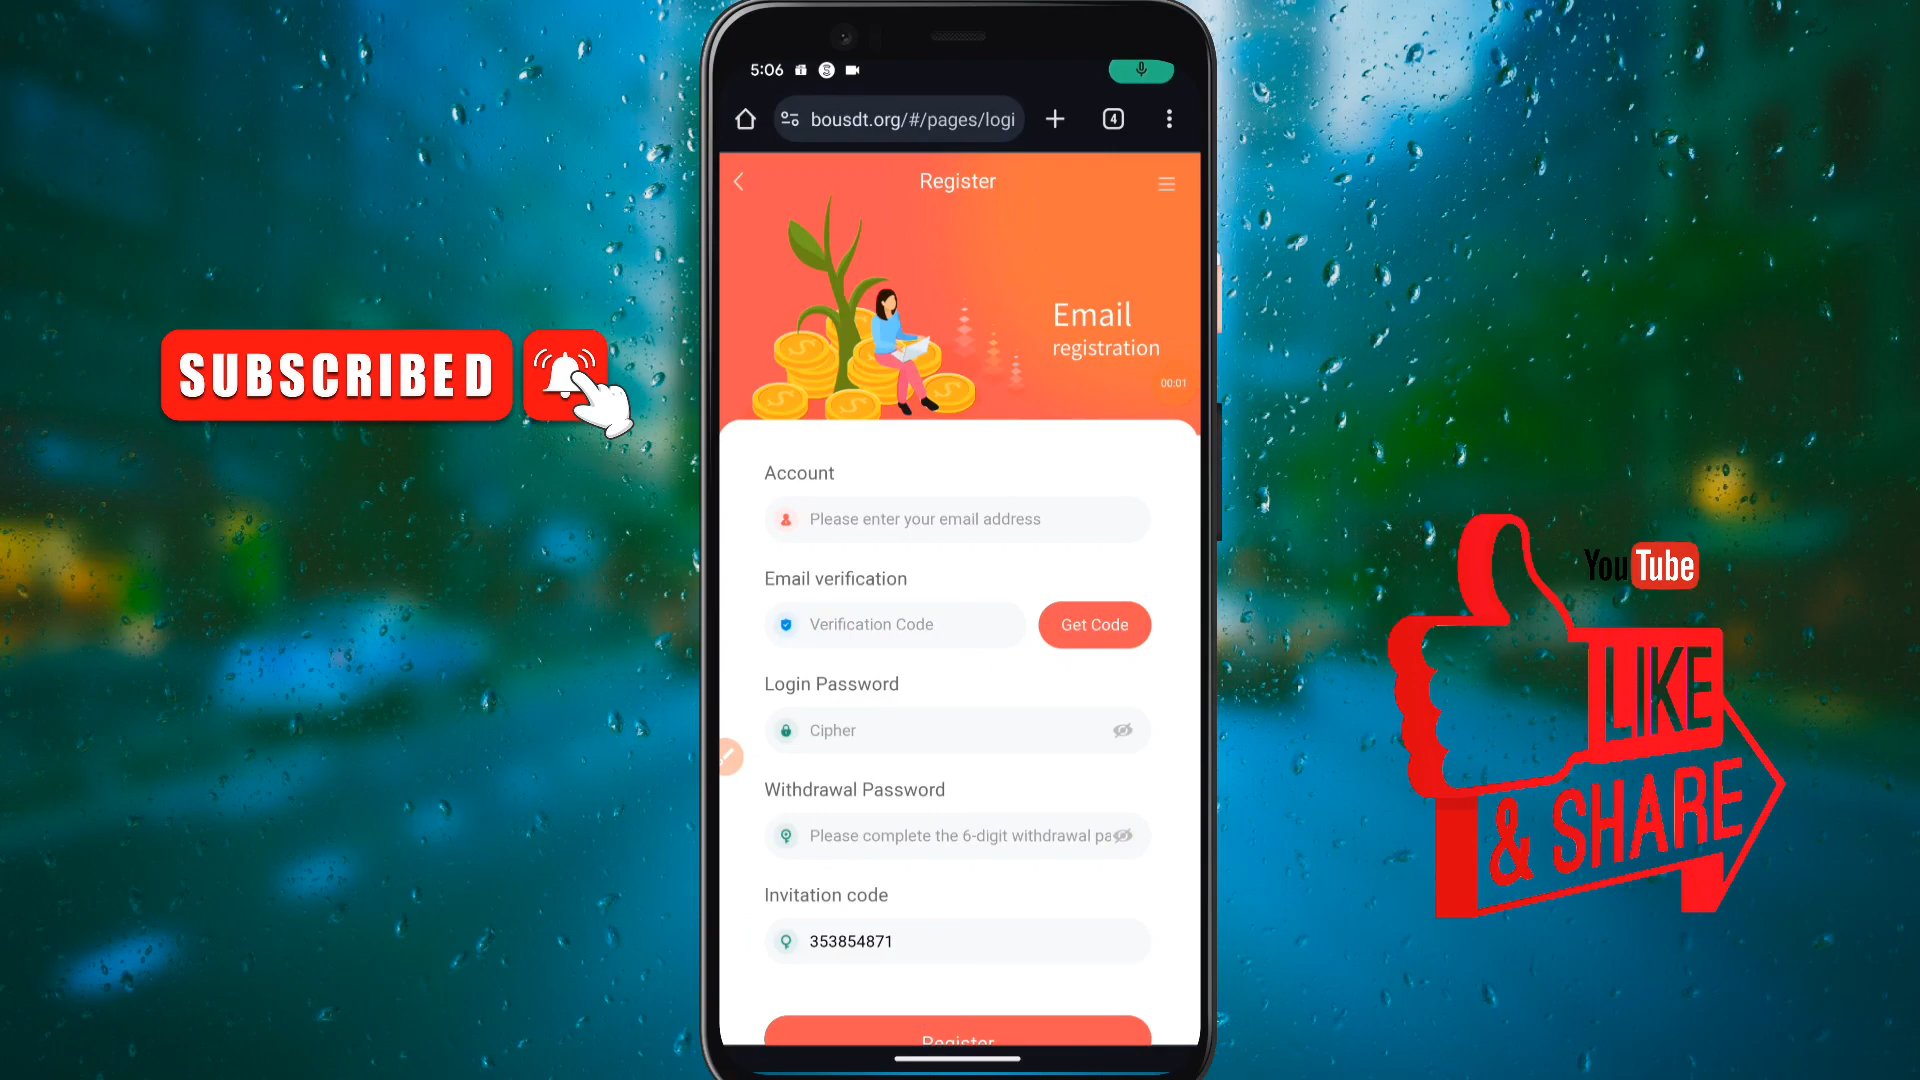 5:06
bousdt.org/#/pages/logi
4
Register
Email
registration
00:01
Account
Please enter your email address
Email verification
Verification Code
Get Code
Login Password
Cipher
Withdrawal Password
Please complete the 6-digit withdrawal pa
Invitation code
353854871
Register
SUBSCRIBED
YouTube
LIKE
& SHARE